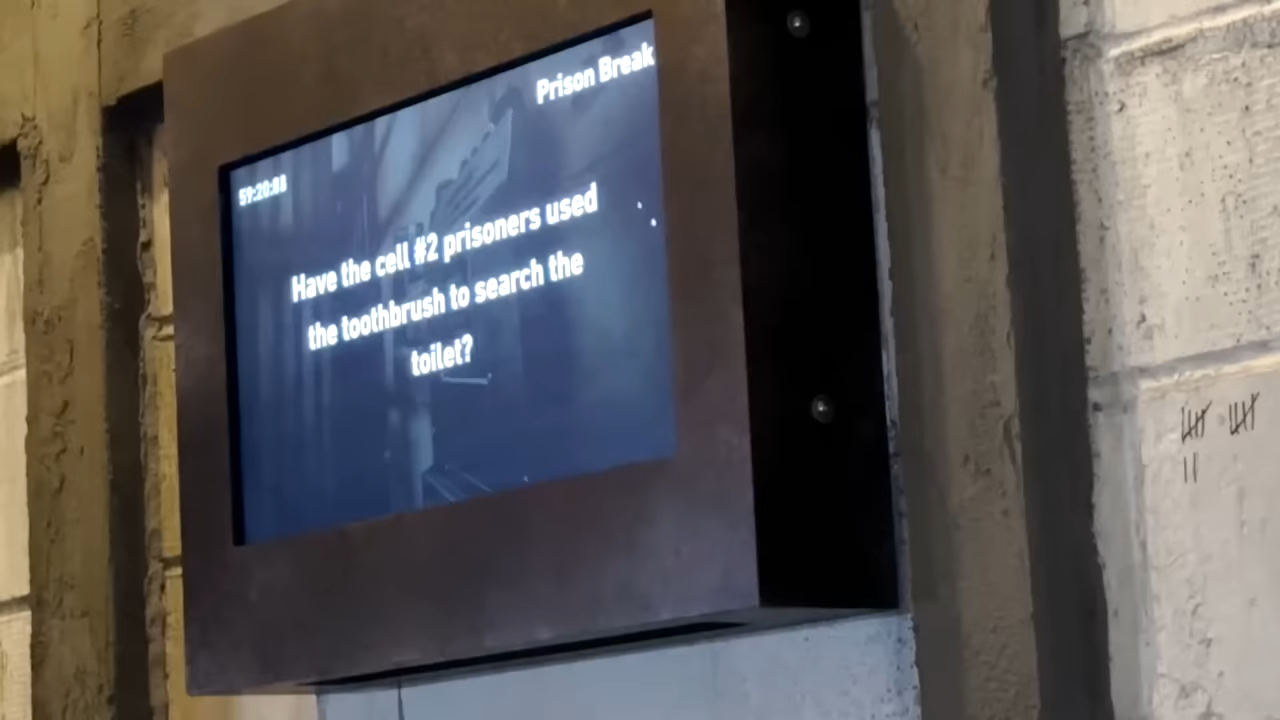 Prison Break
59:20:88
Have the cell #2 prisoners used
the toothbrush to search the
toilet?